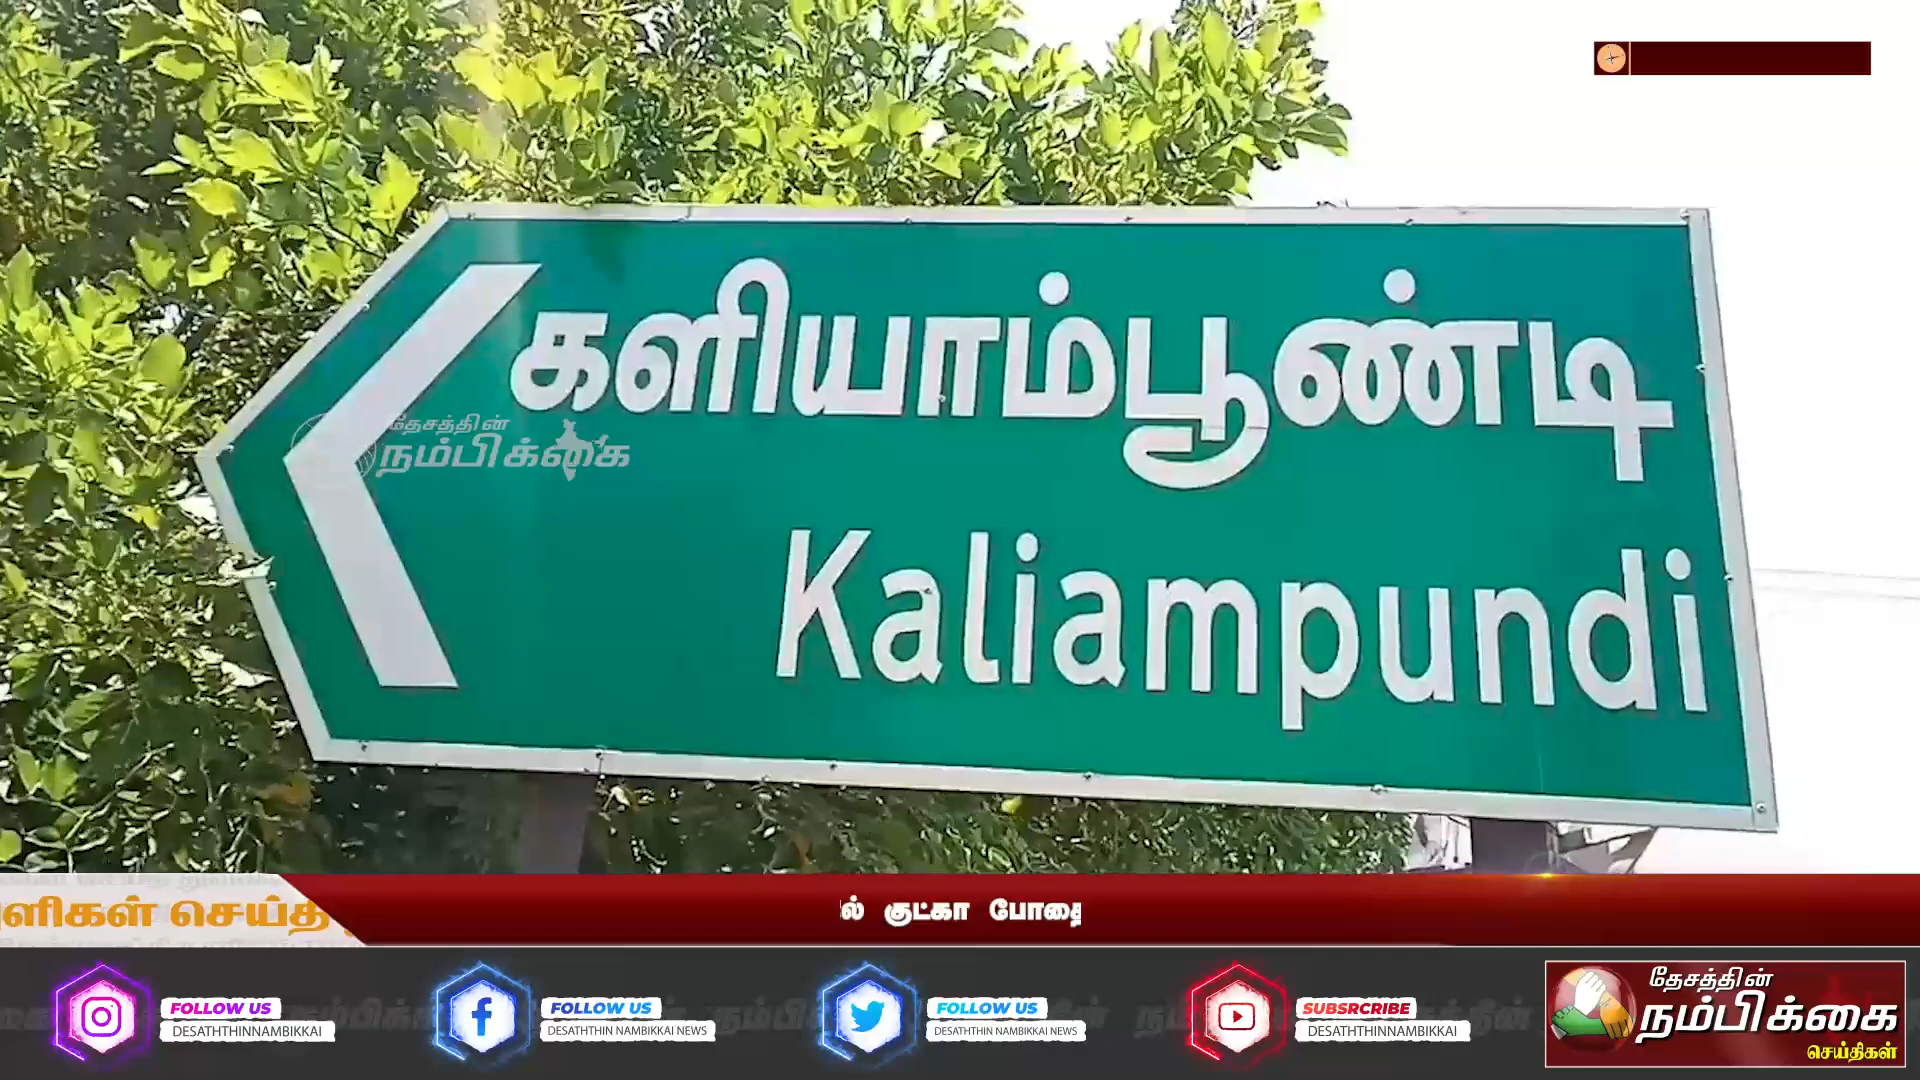 களியாம்பூண்டி
Kaliampundi
தேசத்தின்
நம்பிக்கை
ளிகள் செய்தி
ல் குட்கா போதை
FOLLOW US
DESATHTHINNAMBIKKAI
FOLLOW US
DESATHTHIN NAMBIKKAI NEWS
FOLLOW US
DESATHTHIN NAMBIKKAI NEWS
SUBSRCRIBE
DESATHTHINNAMBIKKAI
தேசத்தின்
நம்பிக்கை
செய்திகள்